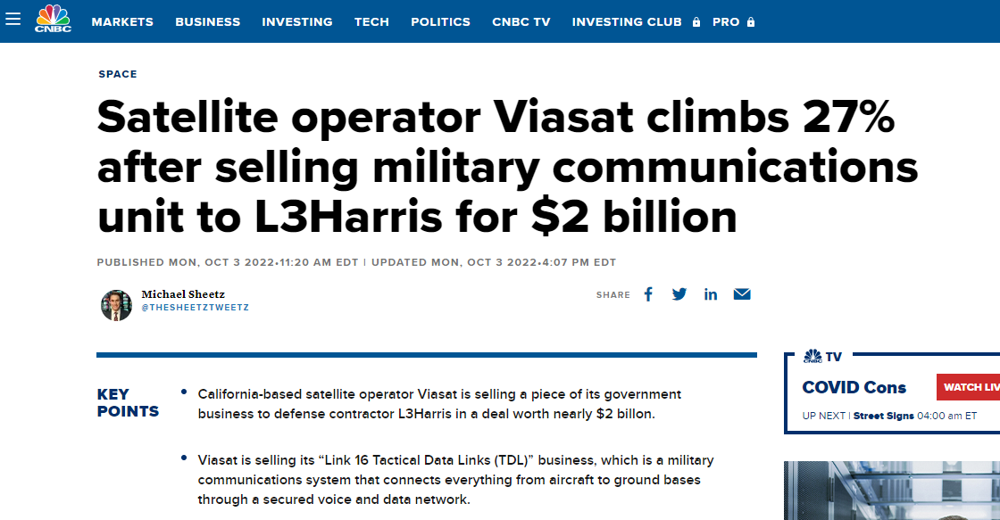 CNBC
MARKETS BUSINESS INVESTING TECH POLITICS CNBC TV INVESTING CLUB PRO
SPACE
Satellite operator Viasat climbs 27%
after selling military communications
unit to L3Harris for $2 billion
PUBLISHED MON, OCT 3 2022•11:20 AM EDT | UPDATED MON, OCT 3 2022•4:07 PM EDT
Michael Sheetz
@THESHEETZTWEETZ
SHARE
KEY
POINTS
• California-based satellite operator Viasat is selling a piece of its government
business to defense contractor L3Harris in a deal worth nearly $2 billon.
• Viasat is selling its “Link 16 Tactical Data Links (TDL)” business, which is a military
communications system that connects everything from aircraft to ground bases
through a secured voice and data network.
CNBC TV
COVID Cons
WATCH LIV
UP NEXT | Street Signs 04:00 am ET